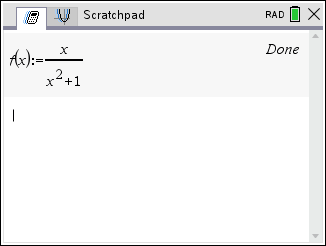 Scratchpad RAD
f(x):=x/(x²+1) Done